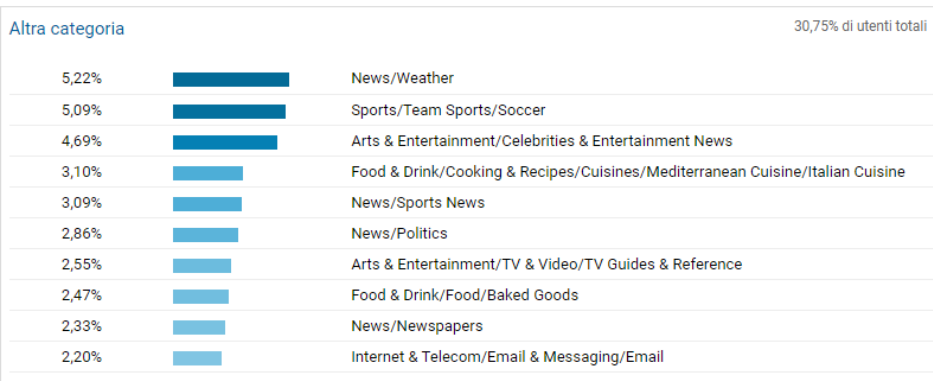 Altra categoria 30,75% di utenti totali
5,22% News/Weather
5,09% Sports/Team Sports/Soccer
4,69% Arts & Entertainment/Celebrities & Entertainment News
3,10% Food & Drink/Cooking & Recipes/Cuisines/Mediterranean Cuisine/Italian Cuisine
3,09% News/Sports News
2,86% News/Politics
2,55% Arts & Entertainment/TV & Video/TV Guides & Reference
2,47% Food & Drink/Food/Baked Goods
2,33% News/Newspapers
2,20% Internet & Telecom/Email & Messaging/Email